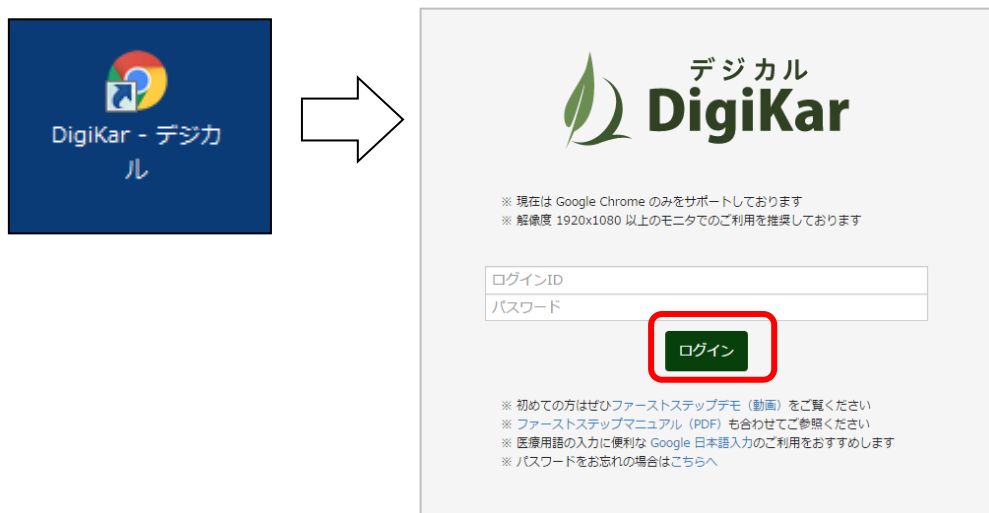 DigiKar - デジカ
ル
デジカル
DigiKar
※ 現在は Google Chrome のみをサポートしております
※ 解像度 1920x1080 以上のモニタでのご利用を推奨しております
ログインID
パスワード
ログイン
※ 初めての方はぜひファーストステップデモ（動画）をご覧ください
※ ファーストステップマニュアル（PDF）も合わせてご参照ください
※ 医療用語の入力に便利な Google 日本語入力のご利用をおすすめします
※ パスワードをお忘れの場合はこちらへ